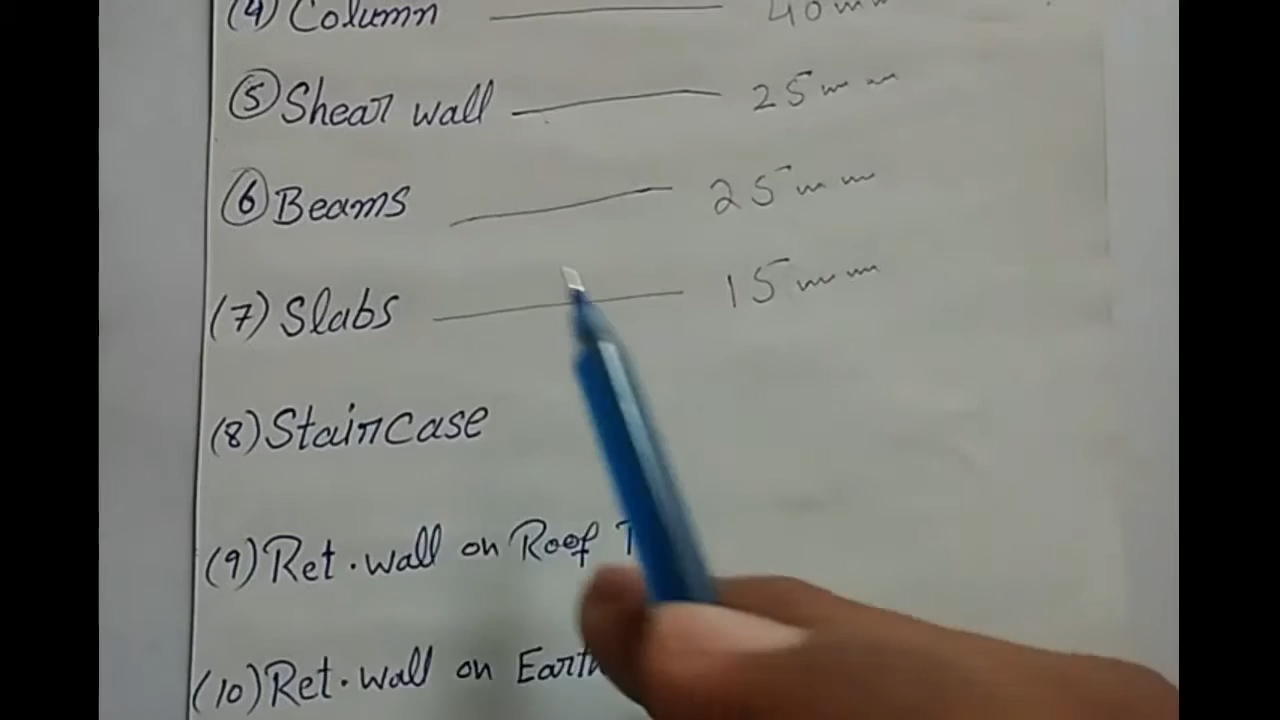 (4) Column — 40mm
(5) Shear wall — 25mm
(6) Beams — 25mm
(7) Slabs — 15mm
(8) Staircase
(9) Ret. wall on Roof
(10) Ret. wall on Earth